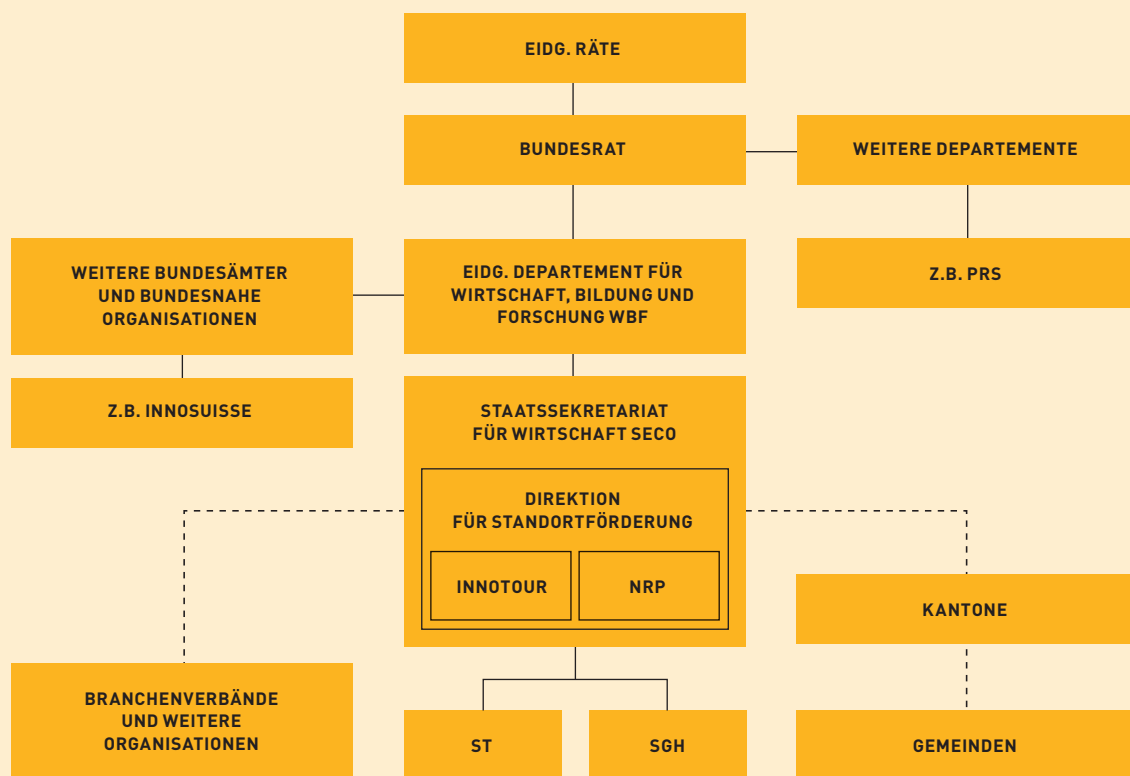 EIDG. RÄTE
BUNDESRAT
WEITERE DEPARTEMENTE
WEITERE BUNDESÄMTER
UND BUNDESNAHE
ORGANISATIONEN
EIDG. DEPARTEMENT FÜR
WIRTSCHAFT, BILDUNG UND
FORSCHUNG WBF
Z.B. PRS
Z.B. INNOSUISSE
STAATSSEKRETARIAT
FÜR WIRTSCHAFT SECO
DIREKTION
FÜR STANDORTFÖRDERUNG
INNOTOUR
NRP
KANTONE
BRANCHENVERBÄNDE
UND WEITERE
ORGANISATIONEN
ST
SGH
GEMEINDEN